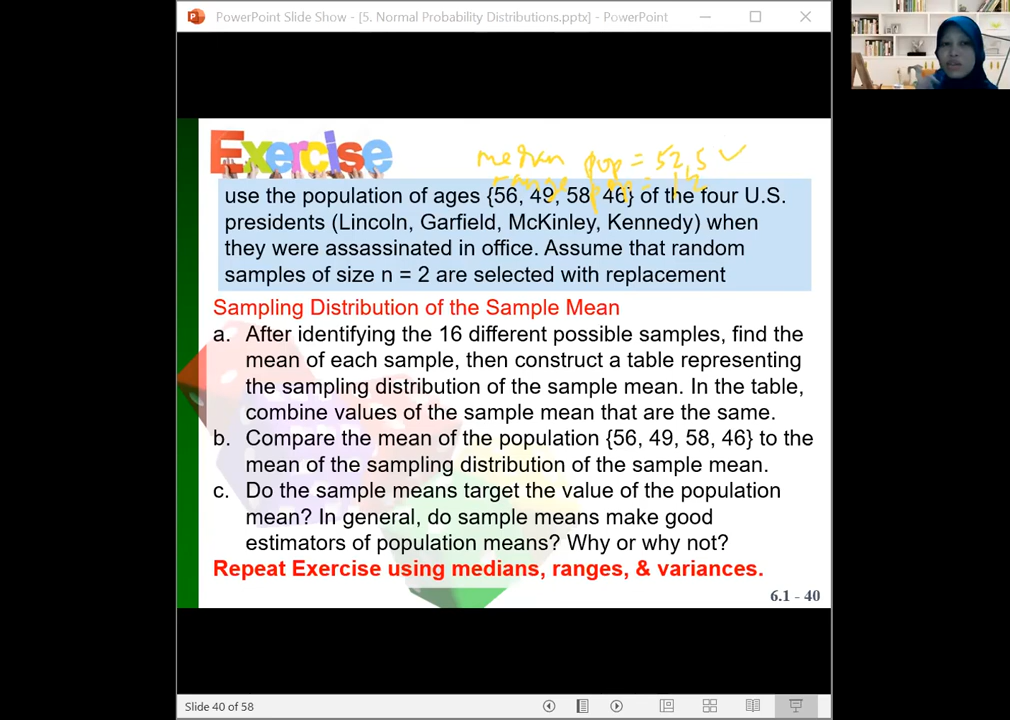 PowerPoint Slide Show - [5. Normal Probability Distributions.pptx] - PowerPoint
Exercise
median pop = 52,5 ✓
range pop = 12
use the population of ages {56, 49, 58, 46} of the four U.S.
presidents (Lincoln, Garfield, McKinley, Kennedy) when
they were assassinated in office. Assume that random
samples of size n = 2 are selected with replacement
Sampling Distribution of the Sample Mean
a. After identifying the 16 different possible samples, find the
mean of each sample, then construct a table representing
the sampling distribution of the sample mean. In the table,
combine values of the sample mean that are the same.
b. Compare the mean of the population {56, 49, 58, 46} to the
mean of the sampling distribution of the sample mean.
c. Do the sample means target the value of the population
mean? In general, do sample means make good
estimators of population means? Why or why not?
Repeat Exercise using medians, ranges, & variances.
6.1 - 40
Slide 40 of 58